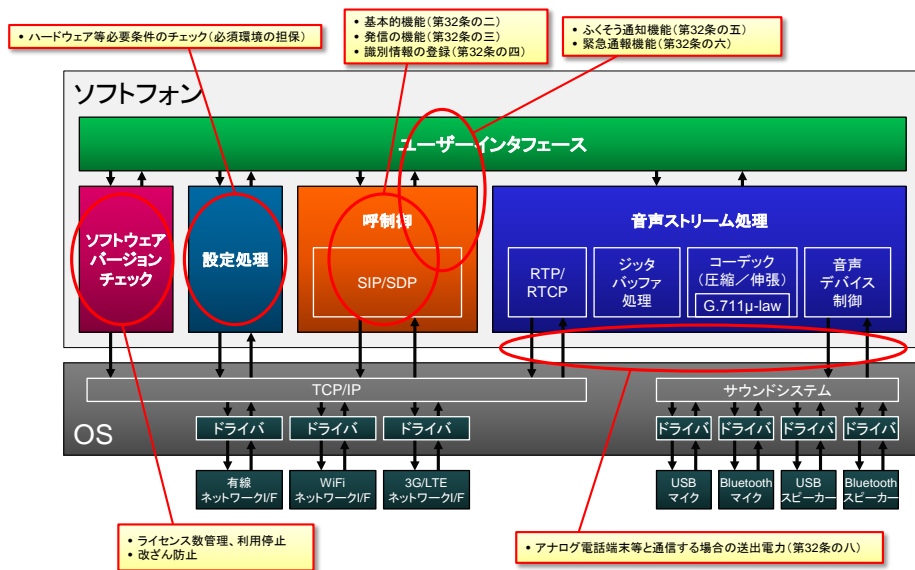 • ハードウェア等必要条件のチェック(必須環境の担保)
• 基本的機能(第32条の二)
• 発信の機能(第32条の三)
• 識別情報の登録(第32条の四)
• ふくそう通知機能(第32条の五)
• 緊急通報機能(第32条の六)
ソフトフォン
ユーザーインタフェース
ソフトウェア
バージョン
チェック
設定処理
呼制御
SIP/SDP
音声ストリーム処理
RTP/
RTCP
ジッタ
バッファ
処理
コーデック
(圧縮/伸張)
G.711μ-law
音声
デバイス
制御
OS
TCP/IP
サウンドシステム
ドライバ
ドライバ
ドライバ
ドライバ
ドライバ
ドライバ
ドライバ
有線
ネットワークI/F
WiFi
ネットワークI/F
3G/LTE
ネットワークI/F
USB
マイク
Bluetooth
マイク
USB
スピーカー
Bluetooth
スピーカー
• ライセンス数管理、利用停止
• 改ざん防止
• アナログ電話端末等と通信する場合の送出電力(第32条の八)